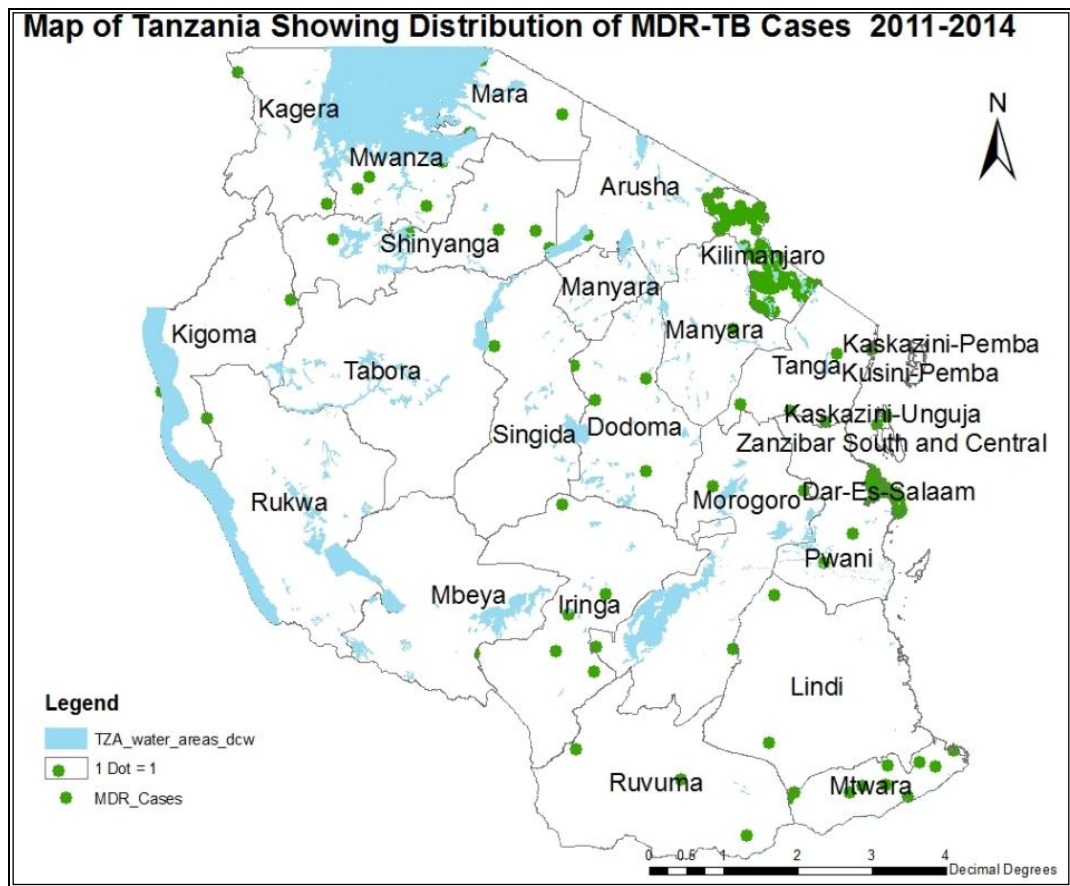 Map of Tanzania Showing Distribution of MDR-TB Cases 2011-2014
N
Mara
Kagera
Mwanza
Arusha
Shinyanga
Kilimanjaro
Manyara
Kigoma
Manyara
Kaskazini-Pemba
Tabora
Tanga
Kusini-Pemba
Kaskazini-Unguja
Singida
Dodoma
Zanzibar South and Central
Rukwa
Morogoro
Dar-Es-Salaam
Pwani
Mbeya
Iringa
Lindi
Legend
TZA_water_areas_dcw
1 Dot = 1
MDR_Cases
Ruvuma
Mtwara
0 0.5 1 2 3 4
Decimal Degrees